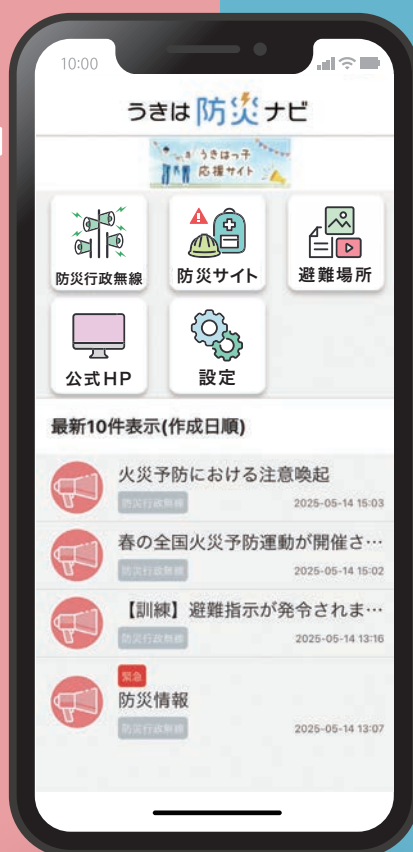 10:00
うきは防災ナビ
うきはっ子
応援サイト
防災行政無線
防災サイト
避難場所
公式HP
設定
最新10件表示(作成日順)
火災予防における注意喚起
防災行政無線
2025-05-14 15:03
春の全国火災予防運動が開催さ…
防災行政無線
2025-05-14 15:02
【訓練】避難指示が発令されま…
防災行政無線
2025-05-14 13:16
緊急
防災情報
防災行政無線
2025-05-14 13:07